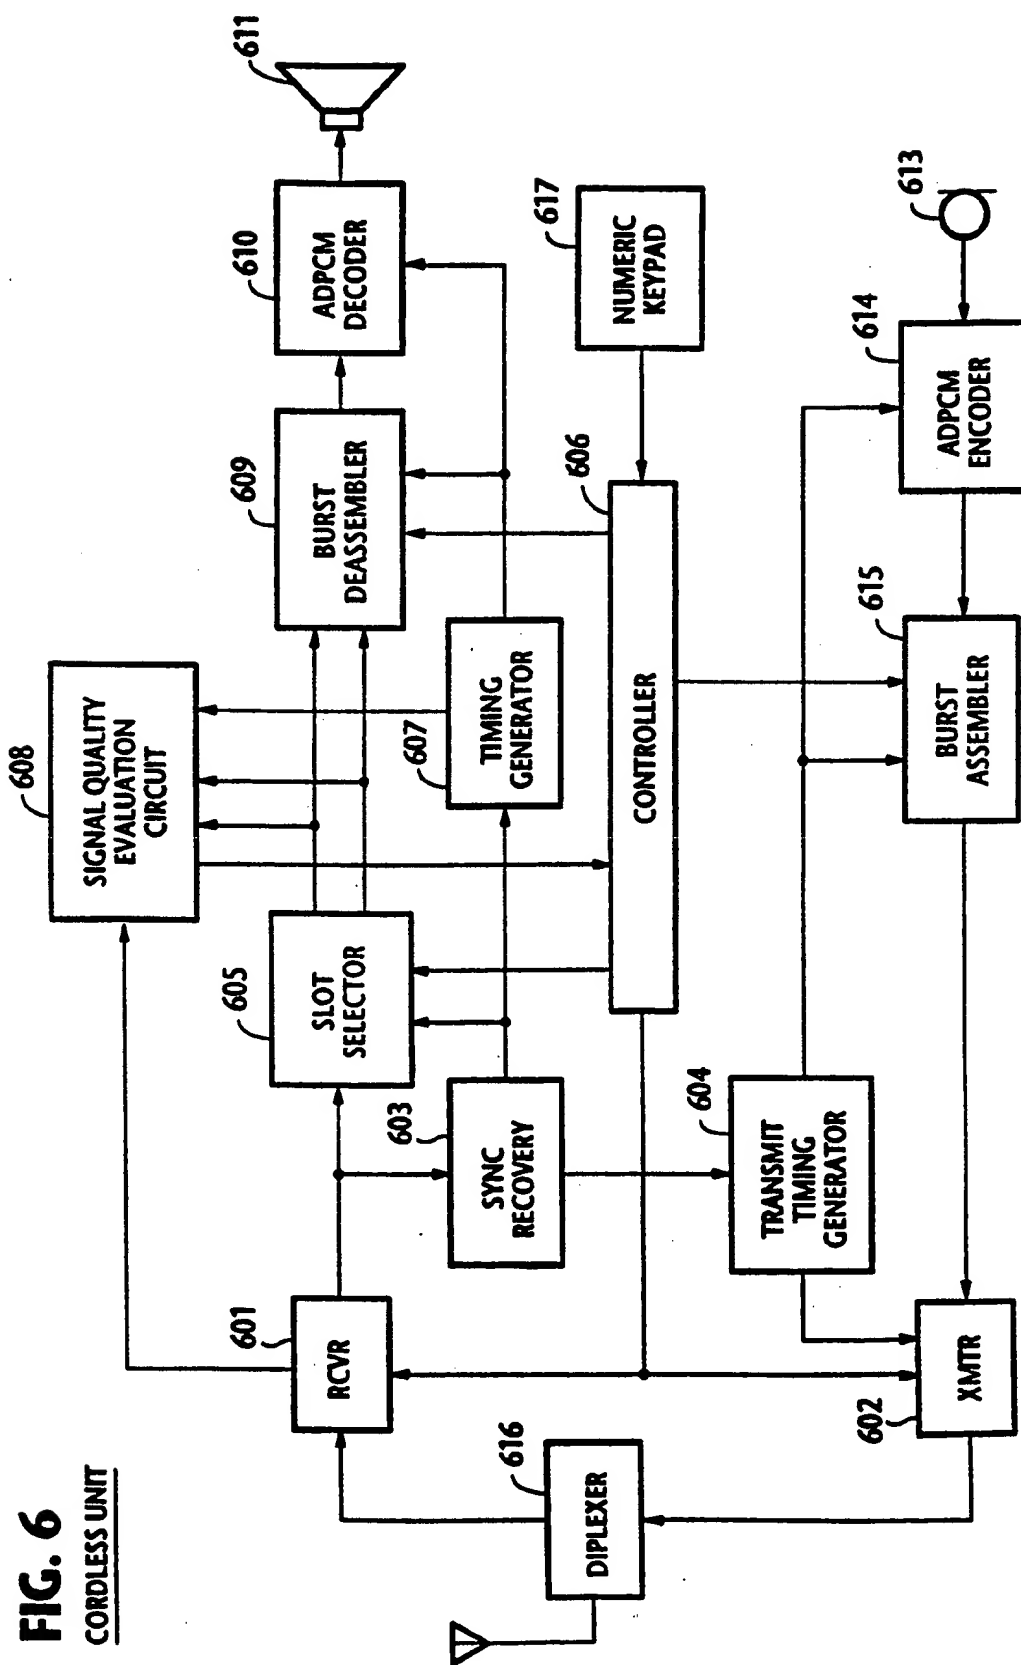 FIG. 6
CORDLESS UNIT
608
SIGNAL QUALITY
EVALUATION
CIRCUIT
601
RCVR
605
SLOT
SELECTOR
609
BURST
DEASSEMBLER
610
ADPCM
DECODER
611
616
DIPLEXER
603
SYNC
RECOVERY
607
TIMING
GENERATOR
606
CONTROLLER
617
NUMERIC
KEYPAD
604
TRANSMIT
TIMING
GENERATOR
602
XMTR
615
BURST
ASSEMBLER
614
ADPCM
ENCODER
613